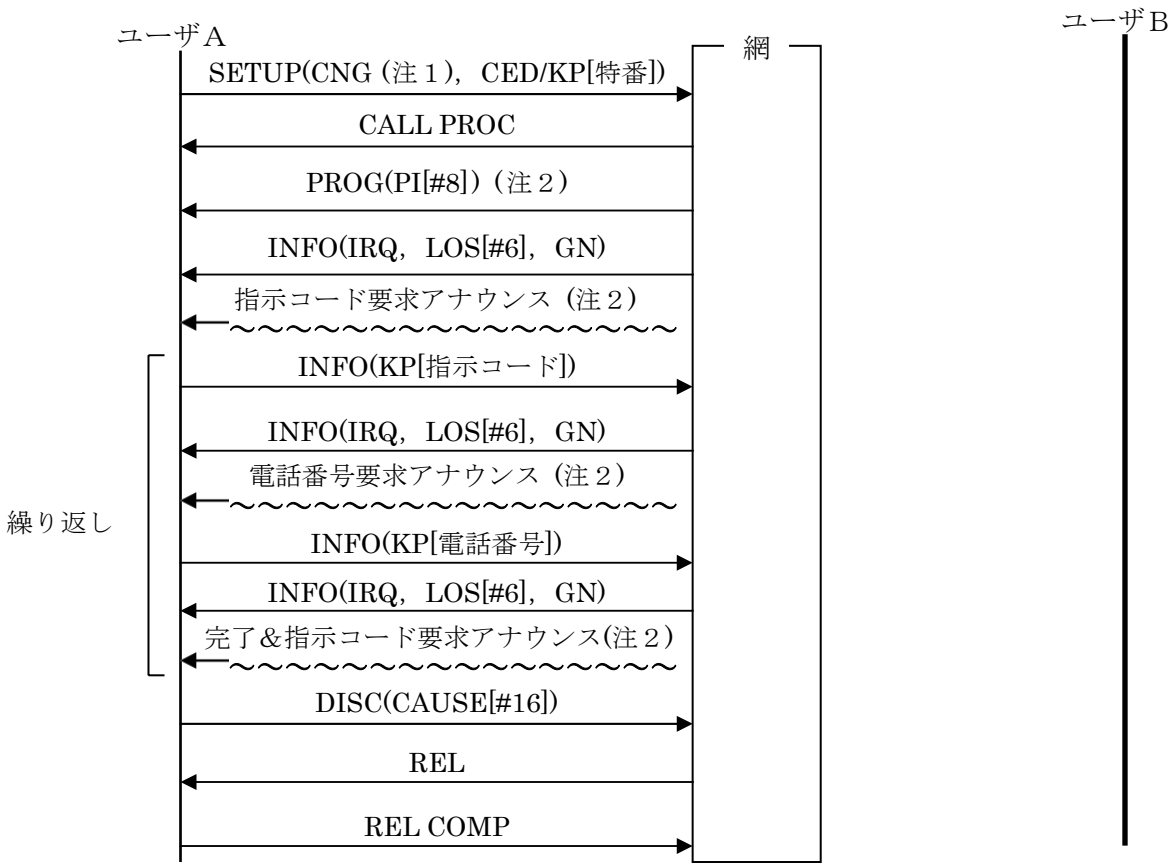 ユーザA
ユーザB
網
SETUP(CNG (注1), CED/KP[特番])
CALL PROC
PROG(PI[#8]) (注2)
INFO(IRQ, LOS[#6], GN)
指示コード要求アナウンス (注2)
INFO(KP[指示コード])
INFO(IRQ, LOS[#6], GN)
電話番号要求アナウンス (注2)
繰り返し
INFO(KP[電話番号])
INFO(IRQ, LOS[#6], GN)
完了&指示コード要求アナウンス(注2)
DISC(CAUSE[#16])
REL
REL COMP